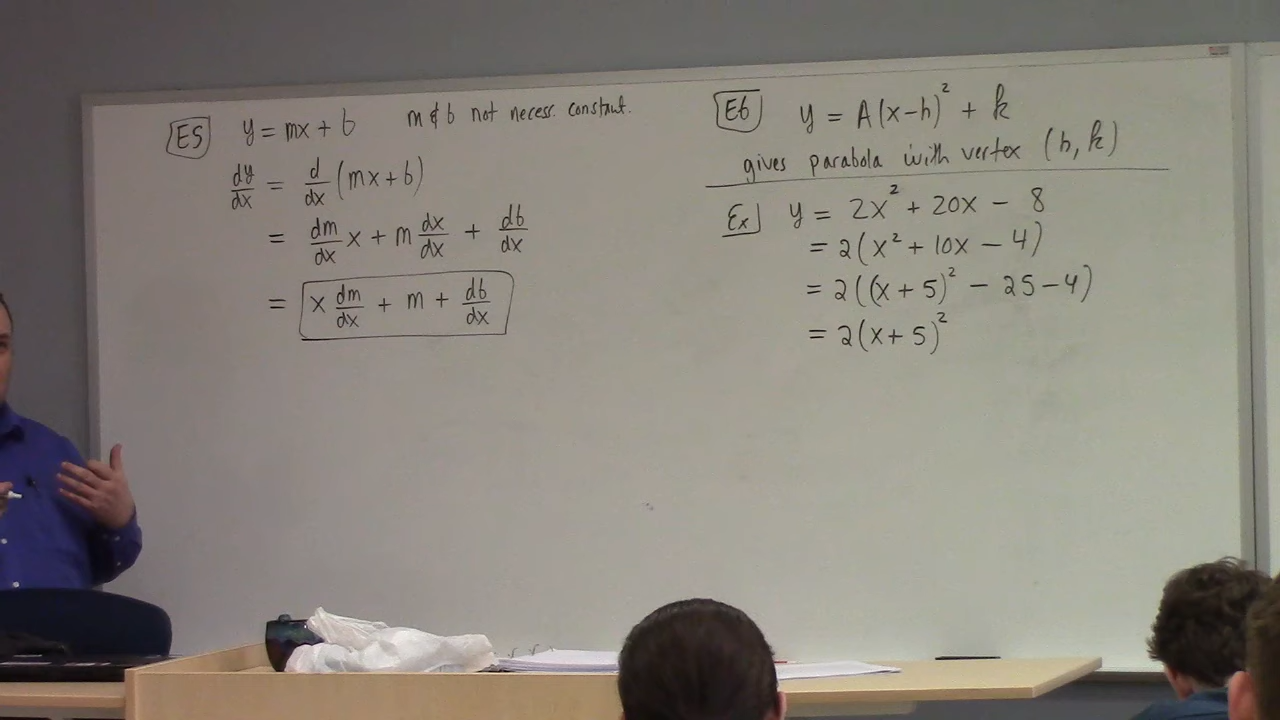 E5 y = mx + b m & b not necess. constant.
dy/dx = d/dx (mx + b)
= dm/dx x + m dx/dx + db/dx
= x dm/dx + m + db/dx
E6 y = A(x-h)² + k
gives parabola with vertex (h, k)
Ex y = 2x² + 20x - 8
= 2(x² + 10x - 4)
= 2((x + 5)² - 25 - 4)
= 2(x + 5)²